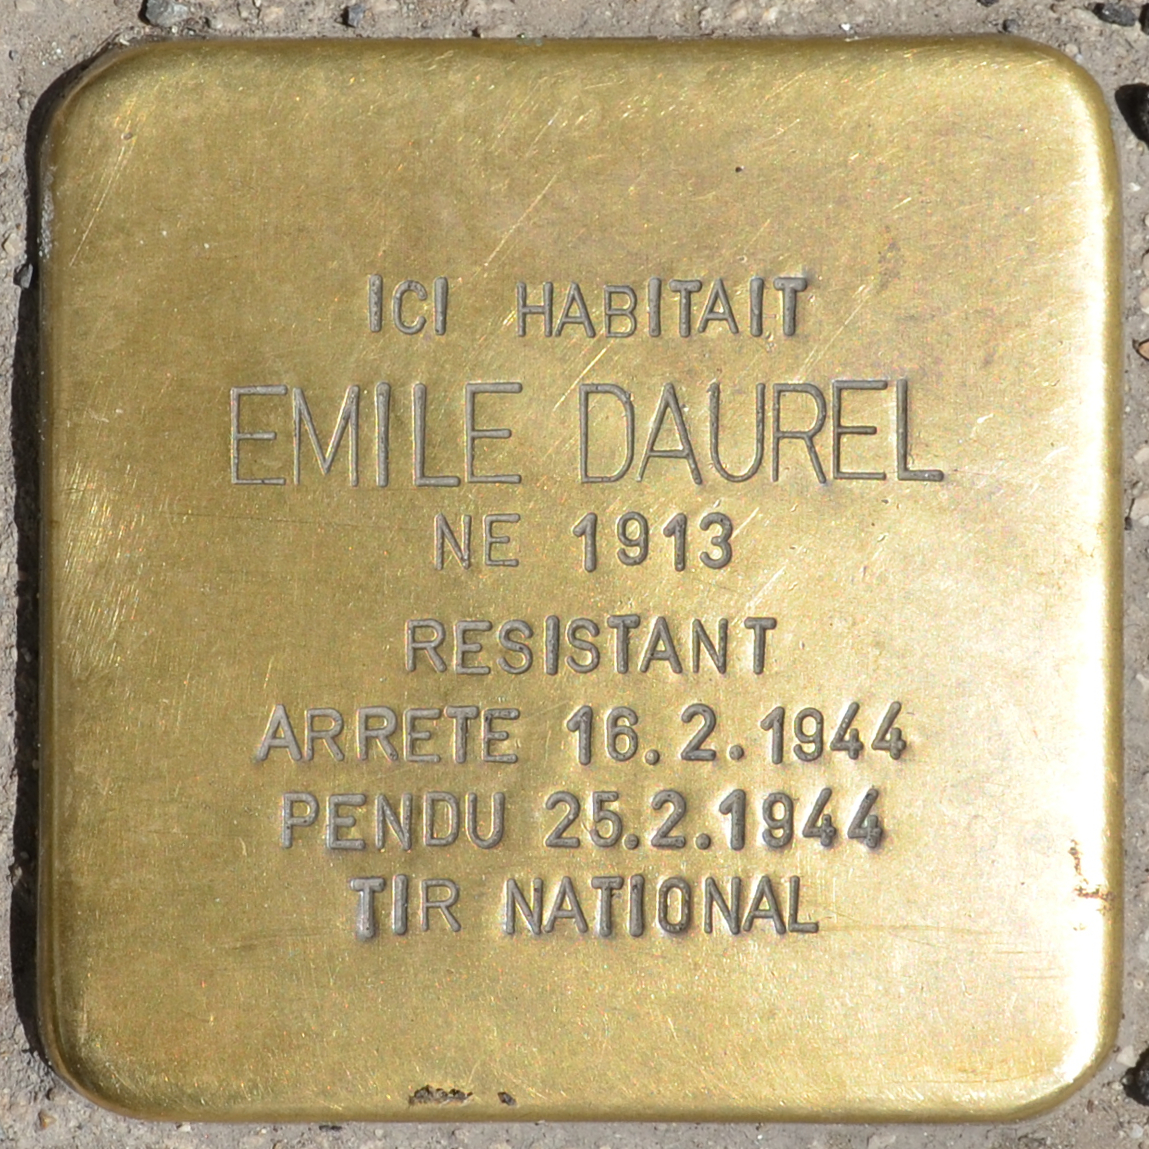 ICI HABITAIT
EMILE DAUREL
NE 1913
RESISTANT
ARRETE 16.2.1944
PENDU 25.2.1944
TIR NATIONAL